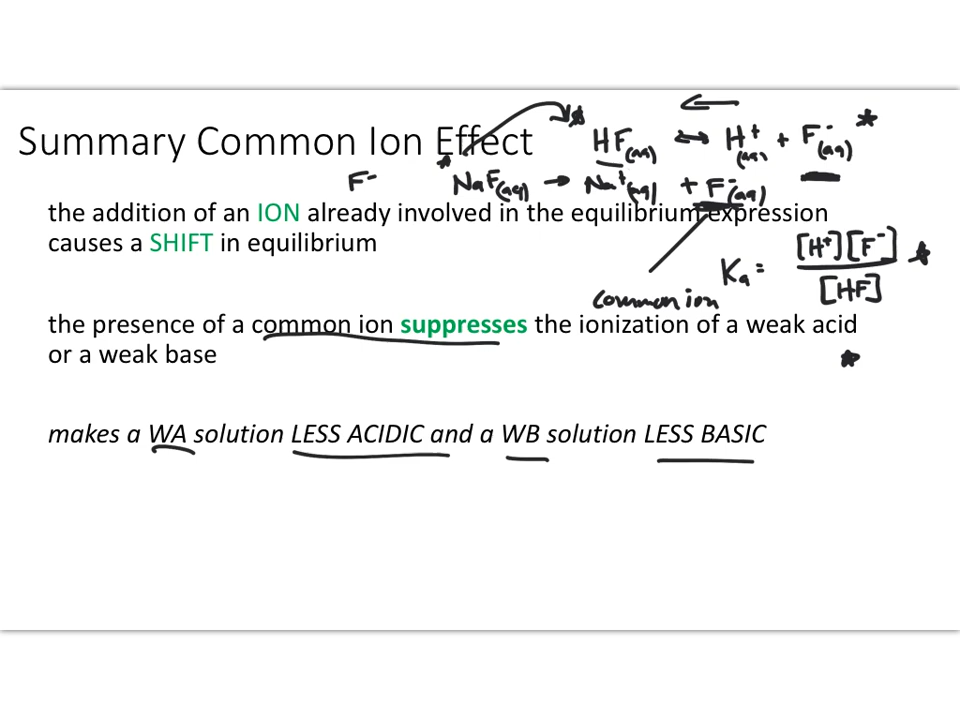 Summary Common Ion Effect
HF(aq) ↔ H+(aq) + F-(aq)
F-
NaF(aq) → Na+(aq) + F-(aq)
the addition of an ION already involved in the equilibrium expression
causes a SHIFT in equilibrium
Ka = [H+][F-] / [HF]
common ion
the presence of a common ion suppresses the ionization of a weak acid
or a weak base
makes a WA solution LESS ACIDIC and a WB solution LESS BASIC